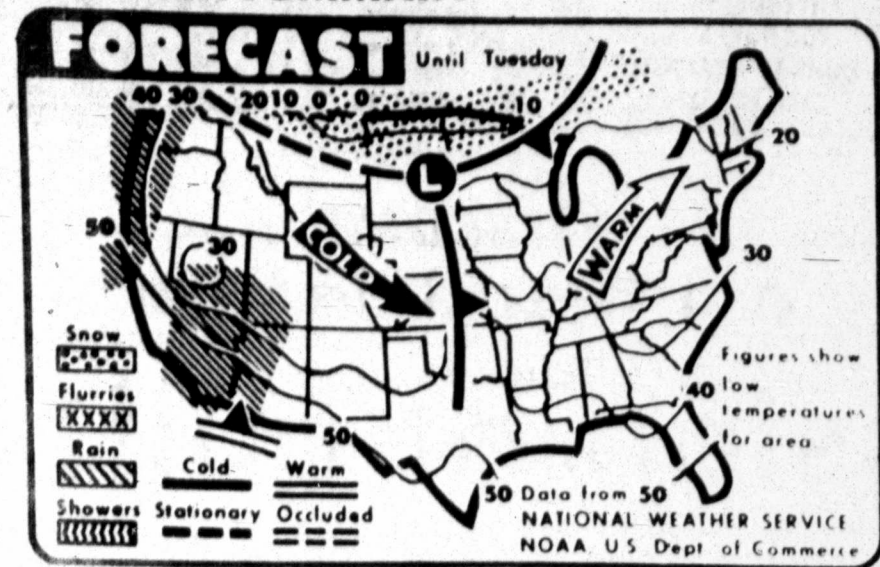 FORECAST Until Tuesday
40 30 20 10 0 0 10
20
L
50
30
COLD
WARM
30
Snow
Flurries
Rain
Showers
Figures show
low
temperatures
for area
40
50
Cold Warm
Stationary Occluded
50 Data from 50
NATIONAL WEATHER SERVICE
NOAA U S Dept of Commerce